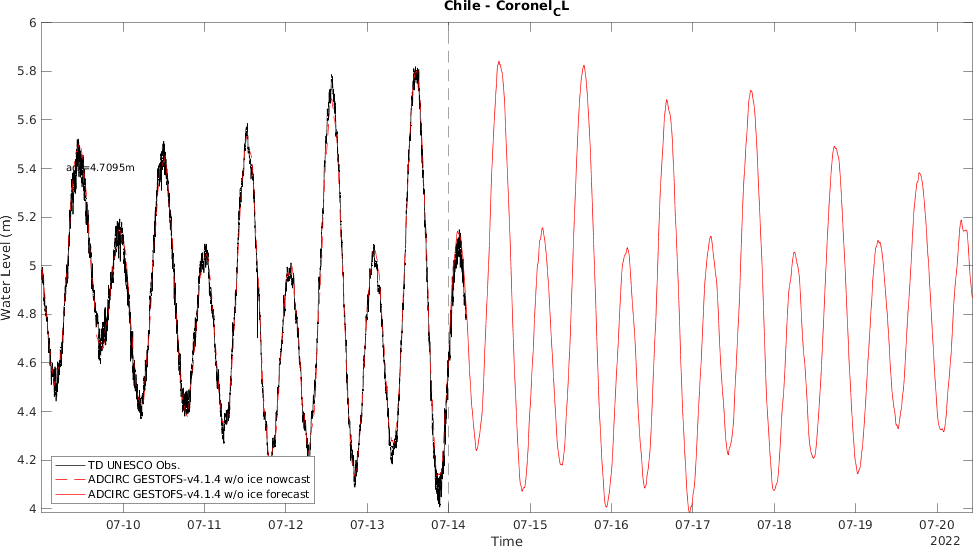 Chile - Coronel_CL
6
5.8
5.6
5.4
5.2
5
4.8
4.6
4.4
4.2
4
Water Level (m)
=4.7095m
TD UNESCO Obs.
ADCIRC GESTOFS-v4.1.4 w/o ice nowcast
ADCIRC GESTOFS-v4.1.4 w/o ice forecast
07-10 07-11 07-12 07-13 07-14 07-15 07-16 07-17 07-18 07-19 07-20
Time
2022